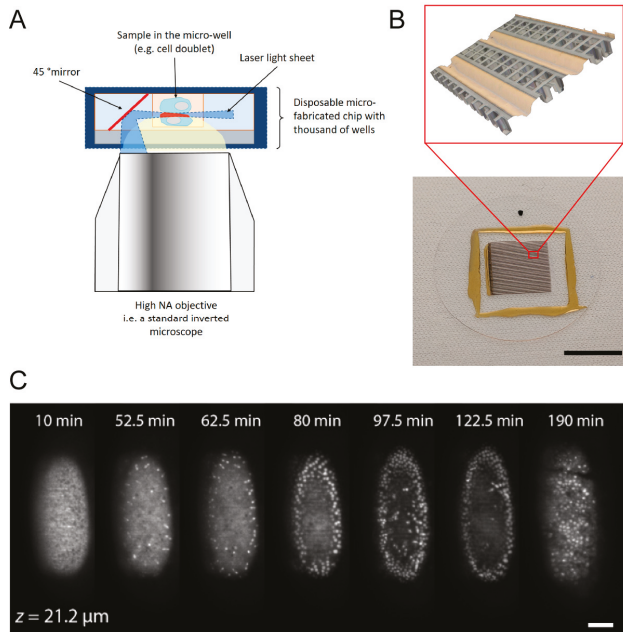 A
Sample in the micro-well
(e.g. cell doublet)
Laser light sheet
45 °mirror
Disposable micro-
fabricated chip with
thousand of wells
High NA objective
i.e. a standard inverted
microscope
B
C
10 min 52.5 min 62.5 min 80 min 97.5 min 122.5 min 190 min
z = 21.2 µm